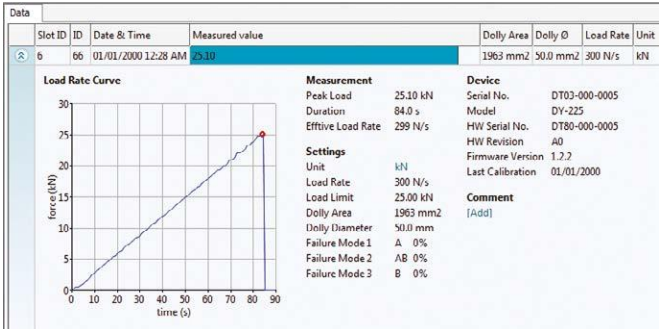 Data
Slot ID ID Date & Time Measured value Dolly Area Dolly Ø Load Rate Unit
6 66 01/01/2000 12:28 AM 25.10 1963 mm2 50.0 mm2 300 N/s kN
Load Rate Curve
30
25
20
15
10
5
0
0 10 20 30 40 50 60 70 80 90
force (kN)
time (s)
Measurement
Peak Load 25.10 kN
Duration 84.0 s
Efftive Load Rate 299 N/s
Settings
Unit kN
Load Rate 300 N/s
Load Limit 25.00 kN
Dolly Area 1963 mm2
Dolly Diameter 50.0 mm
Failure Mode 1 A 0%
Failure Mode 2 AB 0%
Failure Mode 3 B 0%
Device
Serial No. DT03-000-0005
Model DY-225
HW Serial No. DT80-000-0005
HW Revision A0
Firmware Version 1.2.2
Last Calibration 01/01/2000
Comment
[Add]